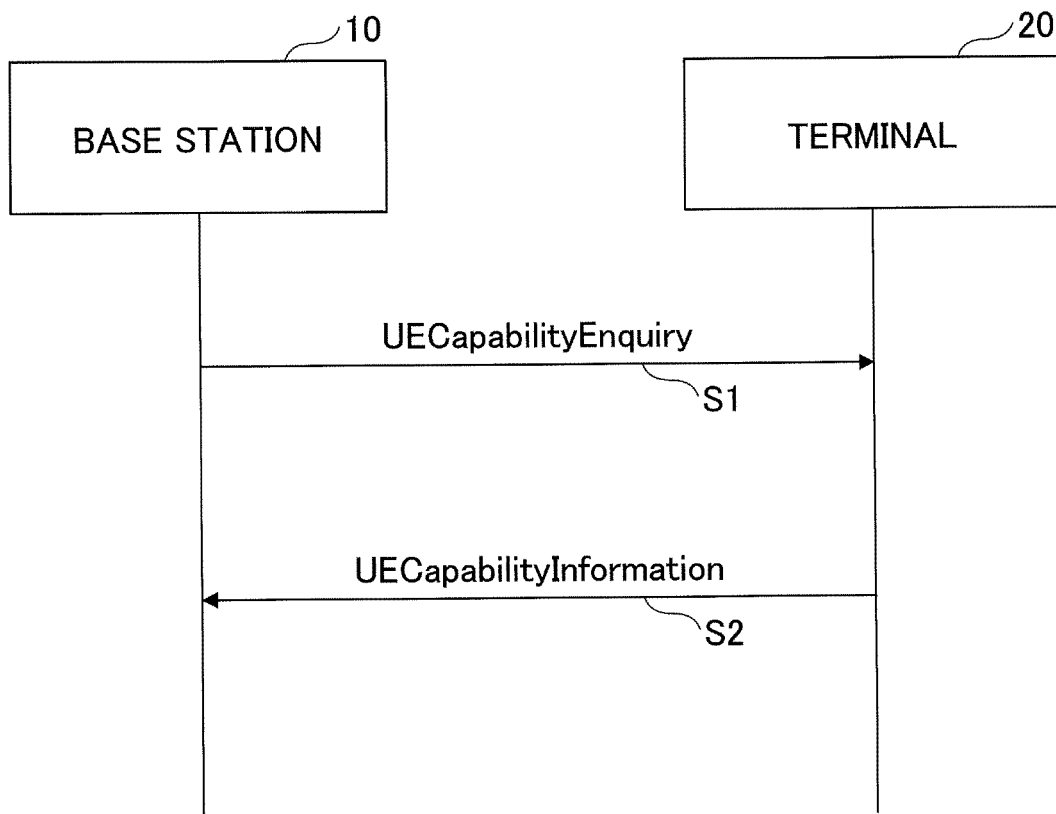 10
20
BASE STATION
TERMINAL
UECapabilityEnquiry
S1
UECapabilityInformation
S2